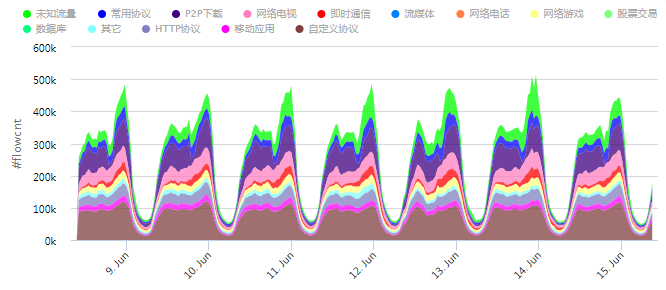 未知流量 常用协议 P2P下载 网络电视 即时通信 流媒体 网络电话 网络游戏 股票交易
数据库 其它 HTTP协议 移动应用 自定义协议
600k
500k
400k
300k
200k
100k
0k
#flowcnt
9. Jun 10. Jun 11. Jun 12. Jun 13. Jun 14. Jun 15. Jun